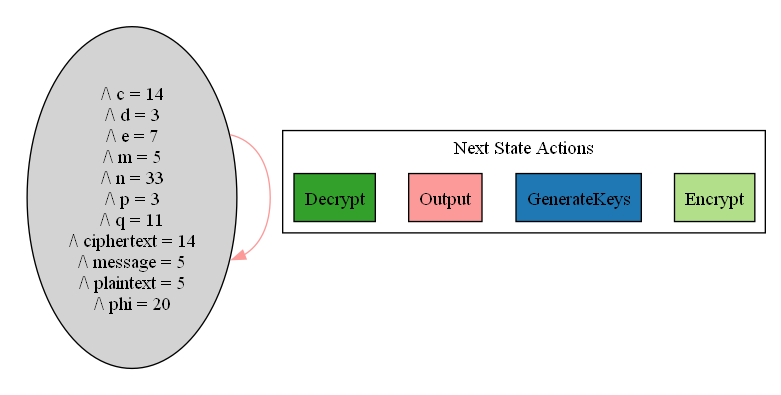 /\ c = 14
/\ d = 3
/\ e = 7
/\ m = 5
/\ n = 33
/\ p = 3
/\ q = 11
/\ ciphertext = 14
/\ message = 5
/\ plaintext = 5
/\ phi = 20
Next State Actions
Decrypt
Output
GenerateKeys
Encrypt